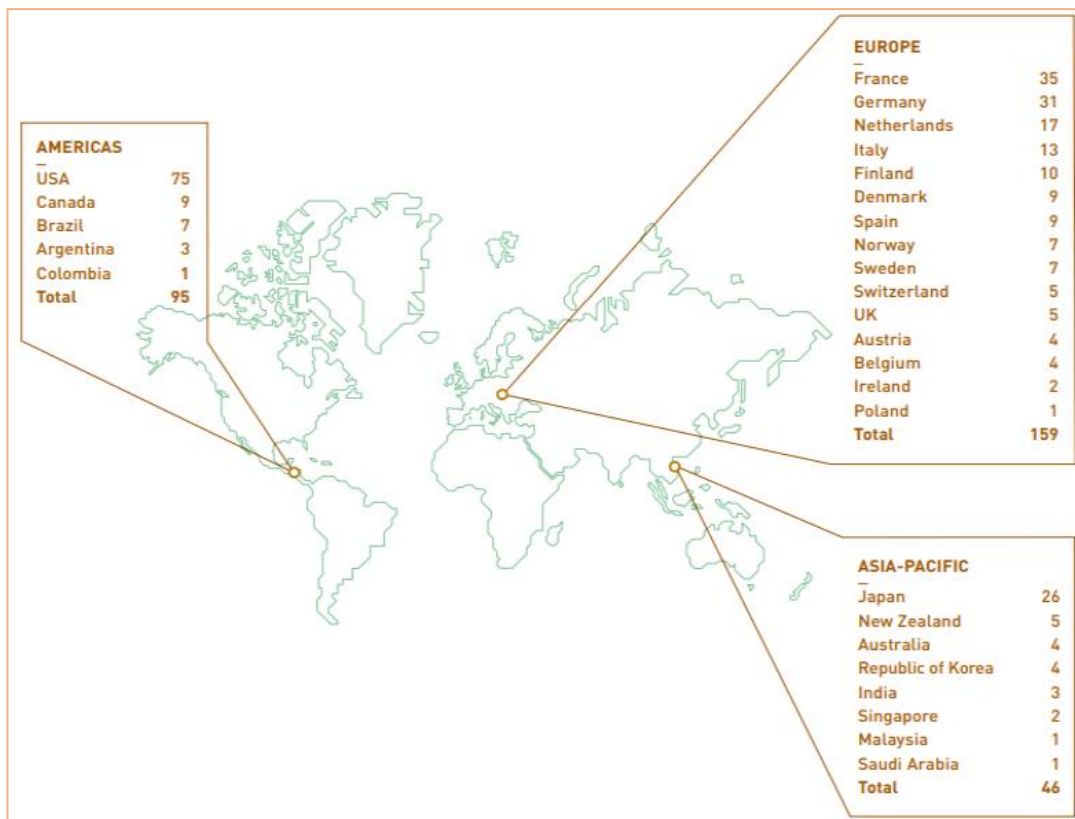 AMERICAS
USA 75
Canada 9
Brazil 7
Argentina 3
Colombia 1
Total 95
EUROPE
France 35
Germany 31
Netherlands 17
Italy 13
Finland 10
Denmark 9
Spain 9
Norway 7
Sweden 7
Switzerland 5
UK 5
Austria 4
Belgium 4
Ireland 2
Poland 1
Total 159
ASIA-PACIFIC
Japan 26
New Zealand 5
Australia 4
Republic of Korea 4
India 3
Singapore 2
Malaysia 1
Saudi Arabia 1
Total 46